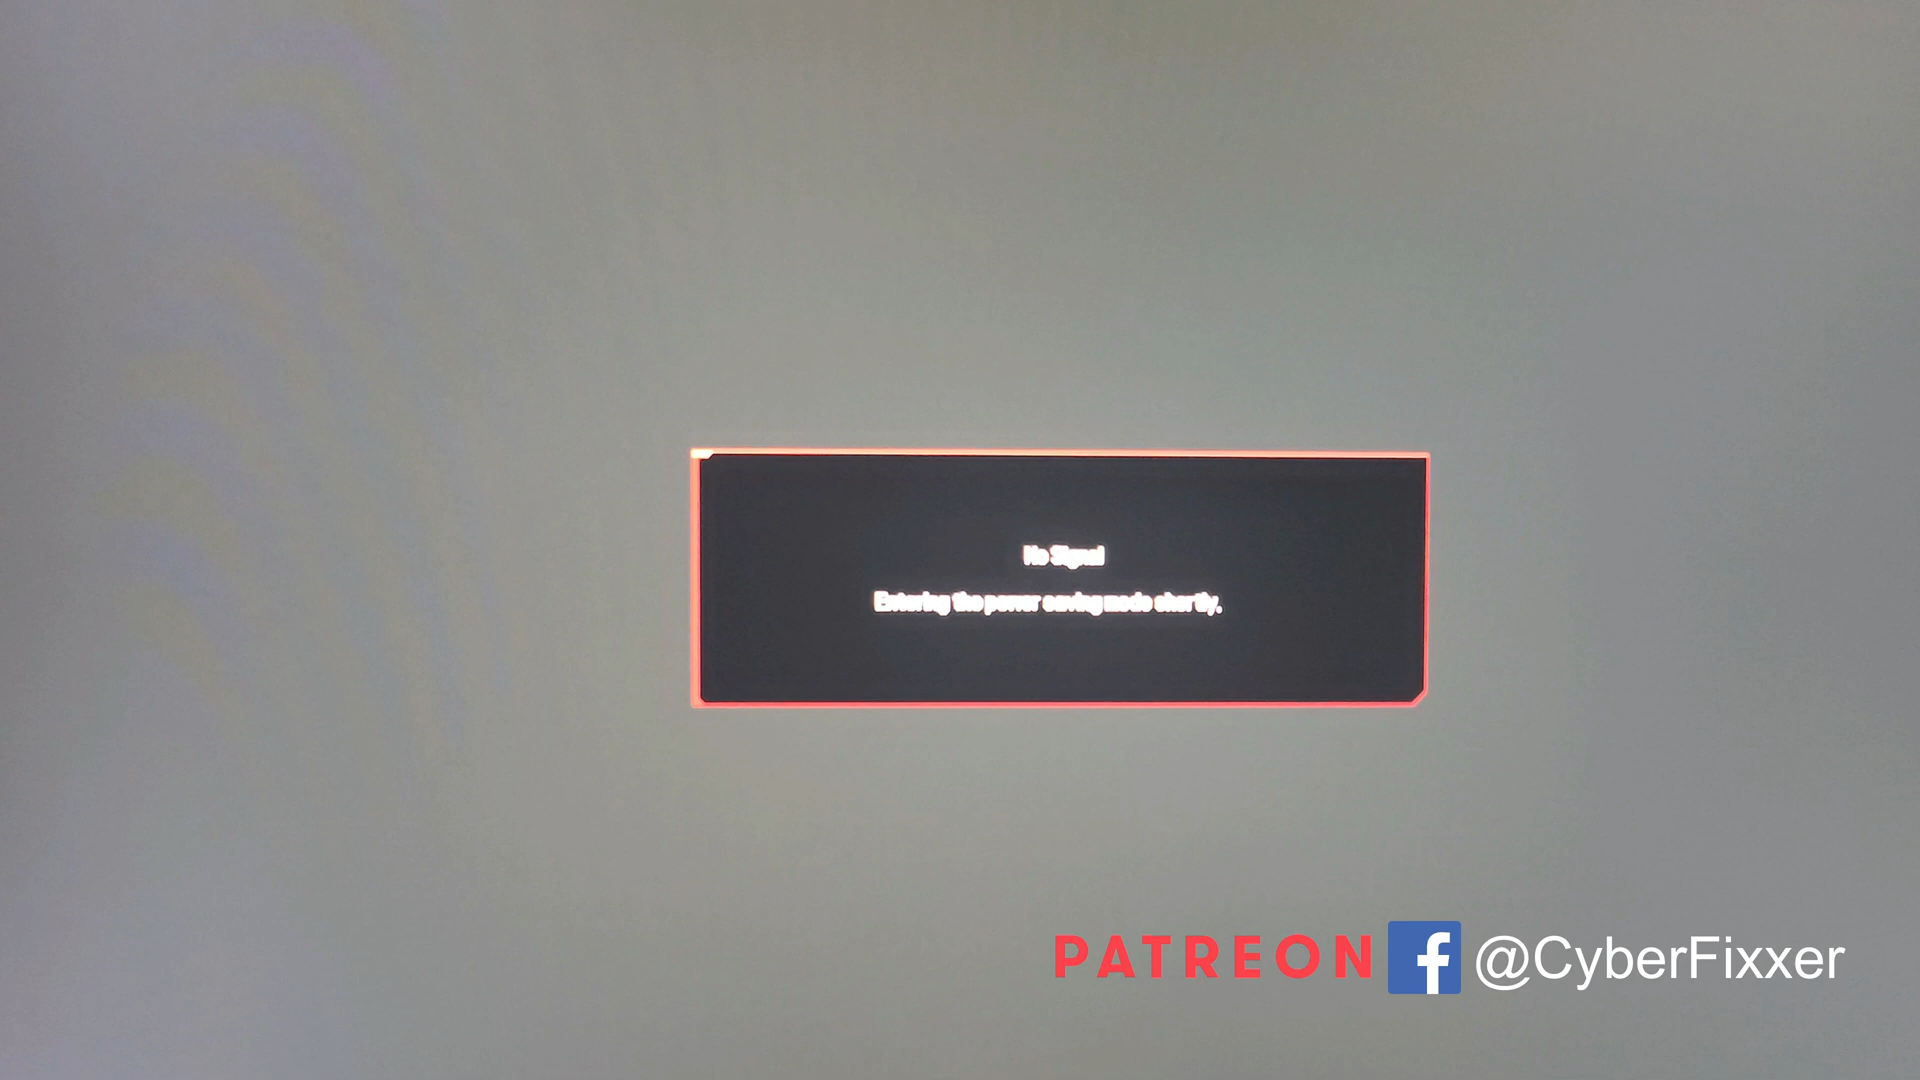 No Signal
Entering the power saving mode shortly.
PATREON f @CyberFixxer